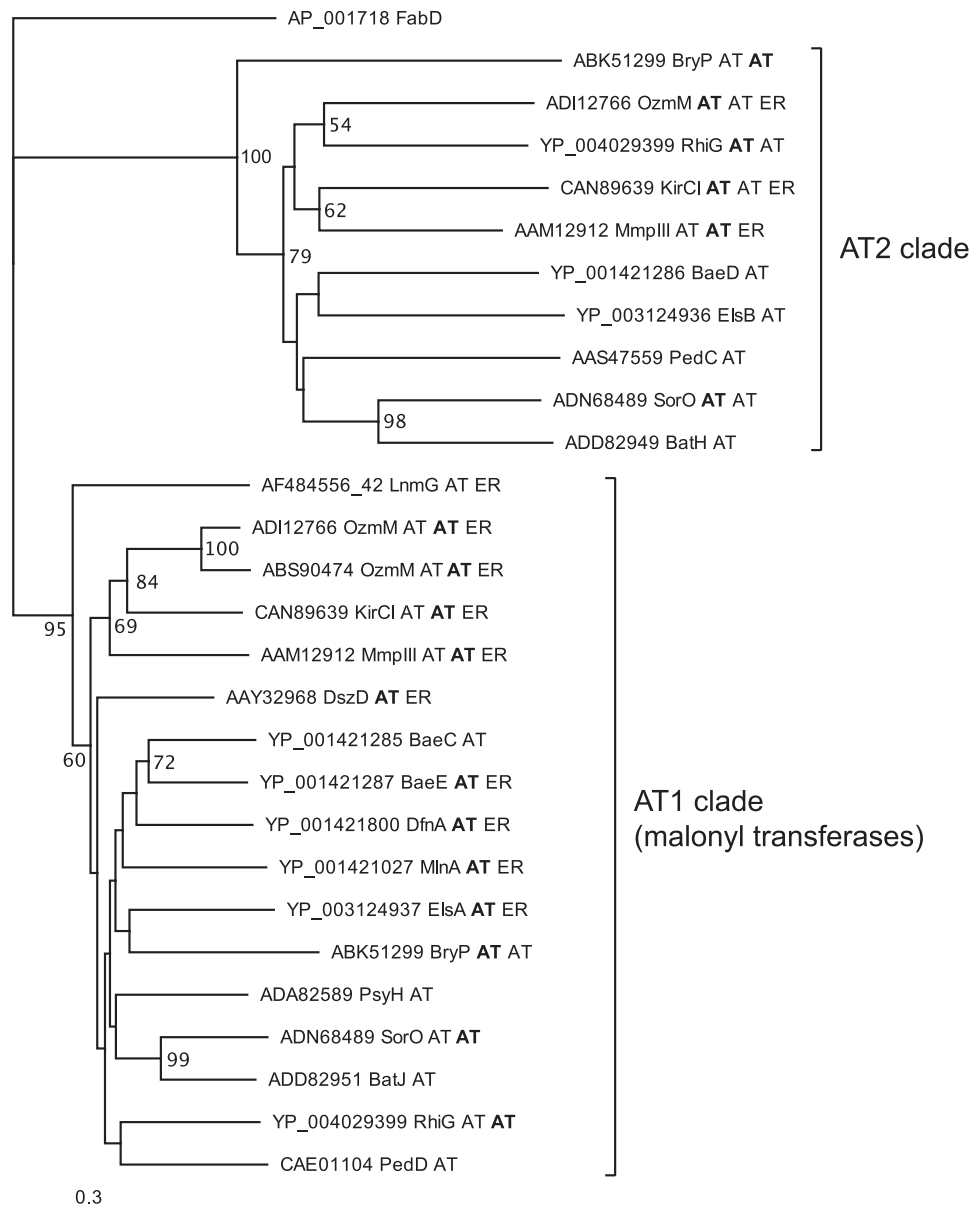 AP_001718 FabD
ABK51299 BryP AT AT
ADI12766 OzmM AT AT ER
54
YP_004029399 RhiG AT AT
100
CAN89639 KirCI AT AT ER
62
AAM12912 MmpIII AT AT ER
79
AT2 clade
YP_001421286 BaeD AT
YP_003124936 ElsB AT
AAS47559 PedC AT
ADN68489 SorO AT AT
98
ADD82949 BatH AT
AF484556_42 LnmG AT ER
ADI12766 OzmM AT AT ER
100
ABS90474 OzmM AT AT ER
84
CAN89639 KirCI AT AT ER
95
69
AAM12912 MmpIII AT AT ER
AAY32968 DszD AT ER
YP_001421285 BaeC AT
60
72
YP_001421287 BaeE AT ER
AT1 clade
(malonyl transferases)
YP_001421800 DfnA AT ER
YP_001421027 MlnA AT ER
YP_003124937 ElsA AT ER
ABK51299 BryP AT AT
ADA82589 PsyH AT
ADN68489 SorO AT AT
99
ADD82951 BatJ AT
YP_004029399 RhiG AT AT
CAE01104 PedD AT
0.3